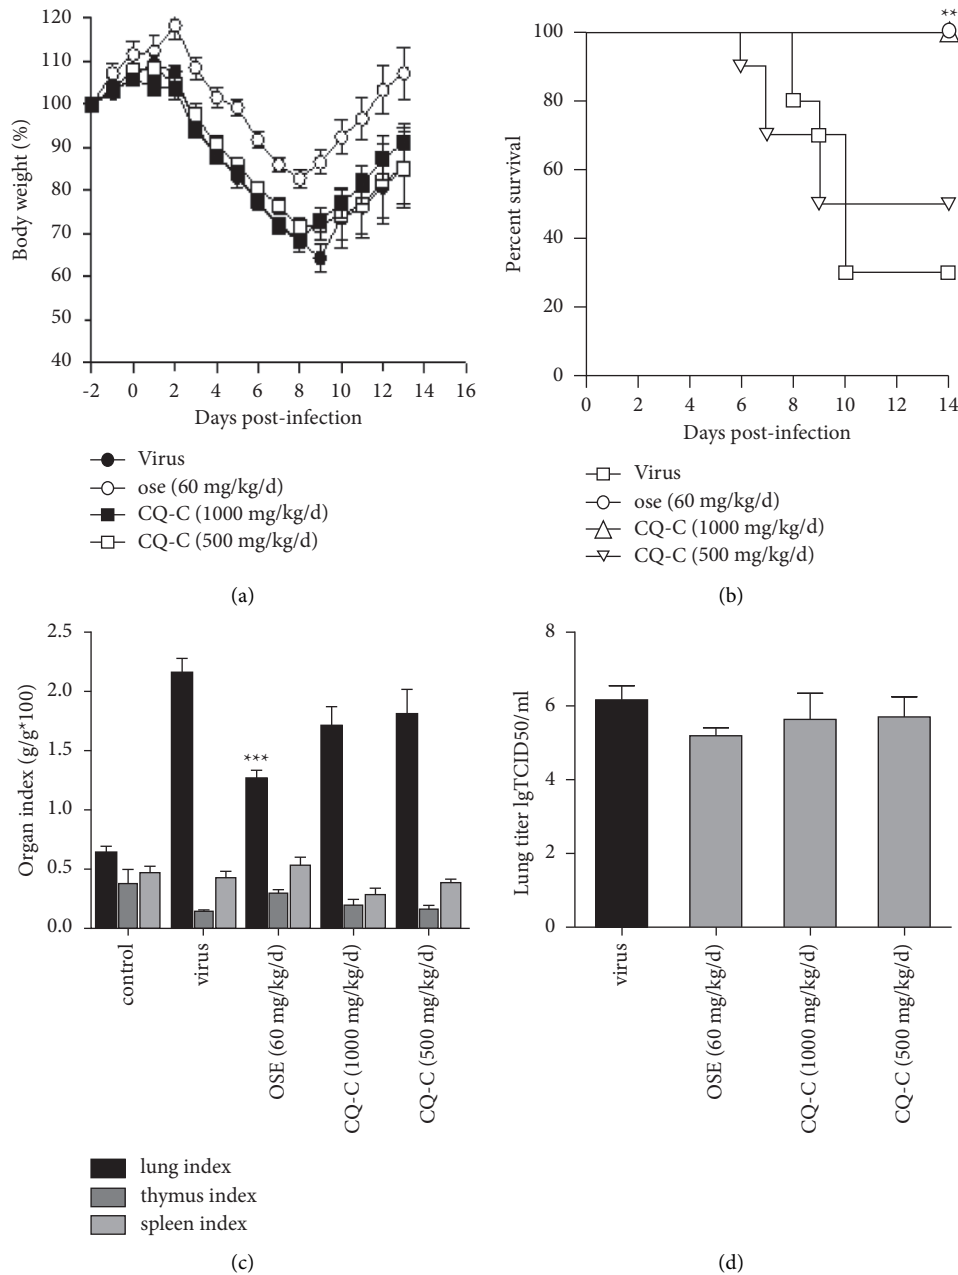 120
110
100
90
80
70
60
50
40
Body weight (%)
-2 0 2 4 6 8 10 12 14 16
Days post-infection
Virus
ose (60 mg/kg/d)
CQ-C (1000 mg/kg/d)
CQ-C (500 mg/kg/d)
(a)
**
100
80
60
40
20
0
Percent survival
0 2 4 6 8 10 12 14
Days post-infection
Virus
ose (60 mg/kg/d)
CQ-C (1000 mg/kg/d)
CQ-C (500 mg/kg/d)
(b)
2.5
2.0
1.5
1.0
0.5
0.0
Organ index (g/g*100)
***
control
virus
OSE (60 mg/kg/d)
CQ-C (1000 mg/kg/d)
CQ-C (500 mg/kg/d)
lung index
thymus index
spleen index
(c)
8
6
4
2
0
Lung titer lgTCID50/ml
virus
OSE (60 mg/kg/d)
CQ-C (1000 mg/kg/d)
CQ-C (500 mg/kg/d)
(d)